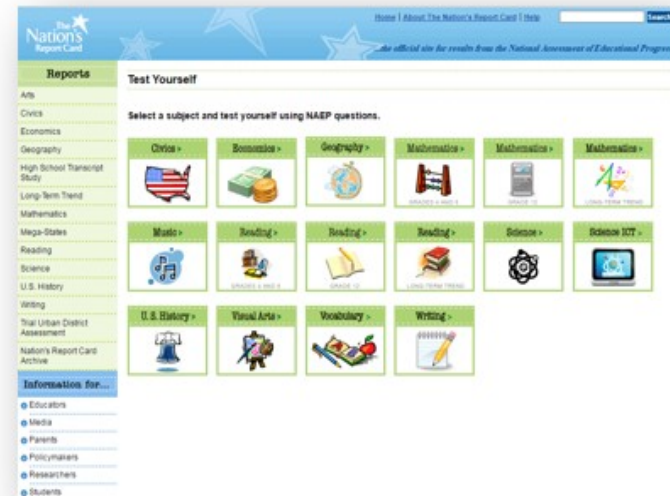 The
Nation's
Report Card
Home | About The Nation's Report Card | Help
Search
...the official site for results from the National Assessment of Educational Progress
Reports
Arts
Civics
Economics
Geography
High School Transcript
Study
Long-Term Trend
Mathematics
Mega-States
Reading
Science
U.S. History
Writing
Trial Urban District
Assessment
Nation's Report Card
Archive
Information for...
Educators
Media
Parents
Policymakers
Researchers
Students
Test Yourself
Select a subject and test yourself using NAEP questions.
Civics >
Economics >
Geography >
Mathematics >
GRADES 4 AND 8
Mathematics >
GRADE 12
Mathematics >
LONG-TERM TREND
Music >
Reading >
GRADES 4 AND 8
Reading >
GRADE 12
Reading >
LONG-TERM TREND
Science >
Science ICT >
U.S. History >
Visual Arts >
Vocabulary >
Writing >